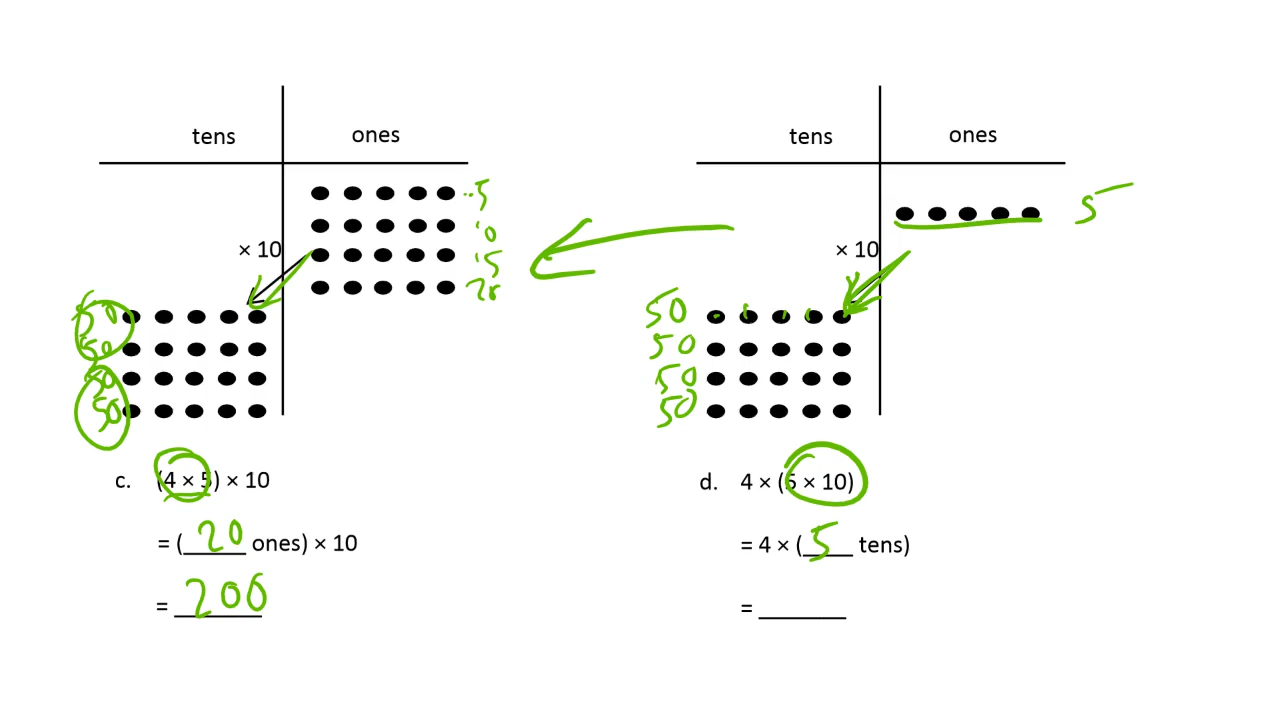 tens ones
5
10
× 10
15
20
50
50
50
50
c. (4 × 5) × 10
= (20 ones) × 10
= 200
tens ones
5
× 10
50
50
50
50
d. 4 × (5 × 10)
= 4 × (5 tens)
= ______